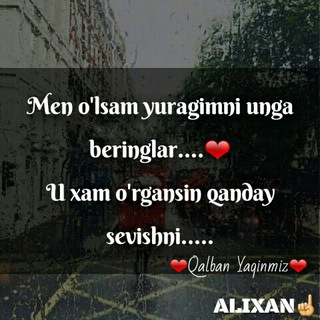 Men o'lsam yuragimni unga
beringlar....❤
U xam o'rgansin qanday
sevishni.....
❤Qalban Yaqinmiz❤
ALIXAN☝